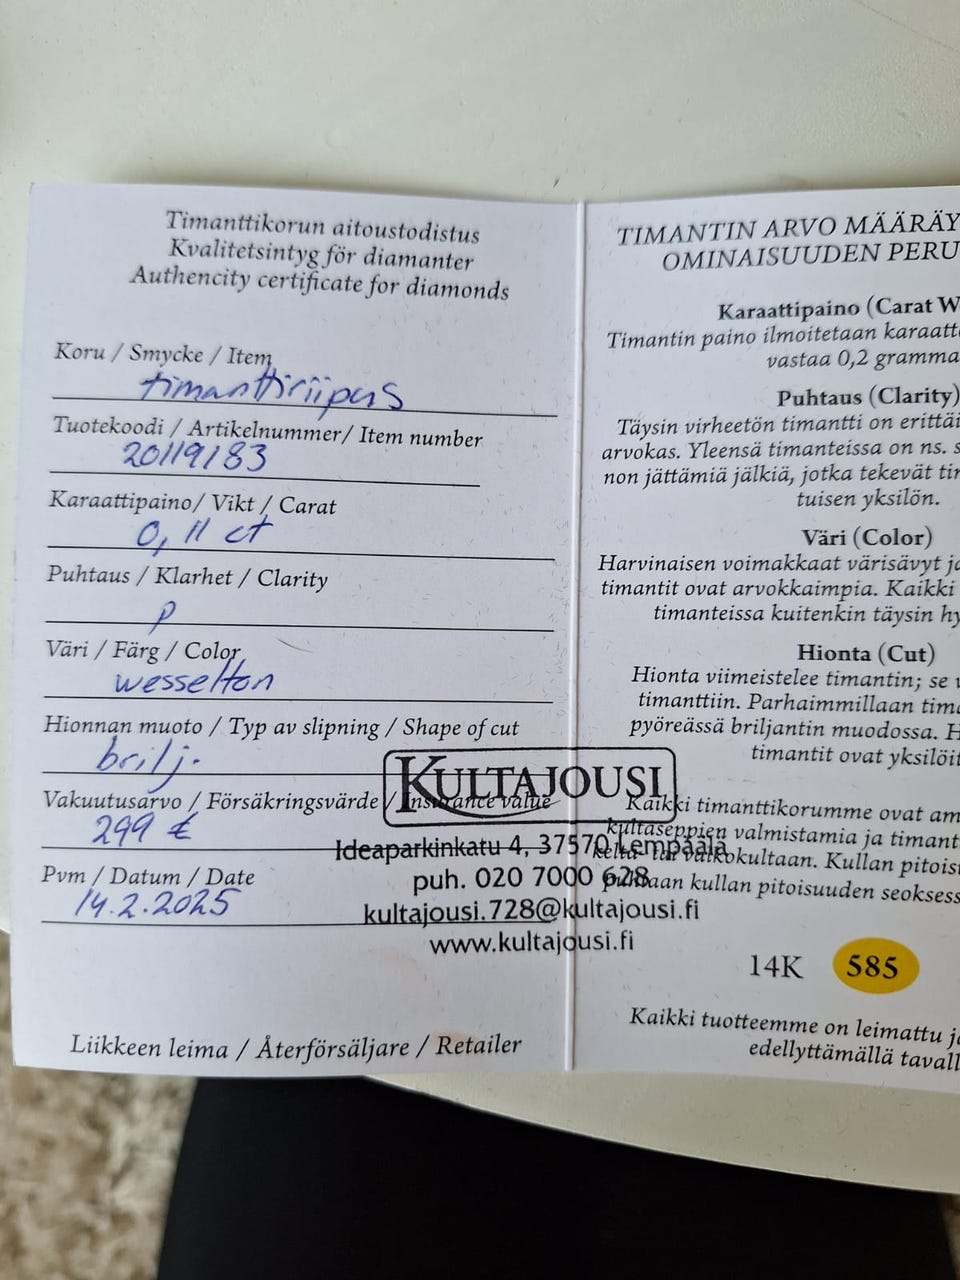 Timanttikorun aitoustodistus
Kvalitetsintyg för diamanter
Authencity certificate for diamonds
Koru / Smycke / Item
timanttiriipus
Tuotekoodi / Artikelnummer/ Item number
20119183
Karaattipaino/ Vikt / Carat
0,11 ct
Puhtaus / Klarhet / Clarity
P
Väri / Färg / Color
wesselton
Hionnan muoto / Typ av slipning / Shape of cut
brilj.
Vakuutusarvo / Försäkringsvärde / Insurance value
299 €
Pvm / Datum / Date
14.2.2025
KULTAJOUSI
Ideaparkinkatu 4, 37570 Lempäälä
puh. 020 7000 628
kultajousi.728@kultajousi.fi
www.kultajousi.fi
Liikkeen leima / Återförsäljare / Retailer
TIMANTIN ARVO MÄÄRÄY
OMINAISUUDEN PERU
Karaattipaino (Carat W
Timantin paino ilmoitetaan karaatt
vastaa 0,2 gramma
Puhtaus (Clarity)
Täysin virheetön timantti on erittäi
arvokas. Yleensä timanteissa on ns. s
non jättämiä jälkiä, jotka tekevät tim
tuisen yksilön.
Väri (Color)
Harvinaisen voimakkaat värisävyt ja
timantit ovat arvokkaimpia. Kaikki
timanteissa kuitenkin täysin hy
Hionta (Cut)
Hionta viimeistelee timantin; se v
timanttiin. Parhaimmillaan tima
pyöreässä briljantin muodossa. H
timantit ovat yksilöit
Kaikki timanttikorumme ovat am
kultaseppien valmistamia ja timant
kelta- tai valkokultaan. Kullan pitois
puhtaan kullan pitoisuuden seoksess
14K 585
Kaikki tuotteemme on leimattu ja
edellyttämällä tavall